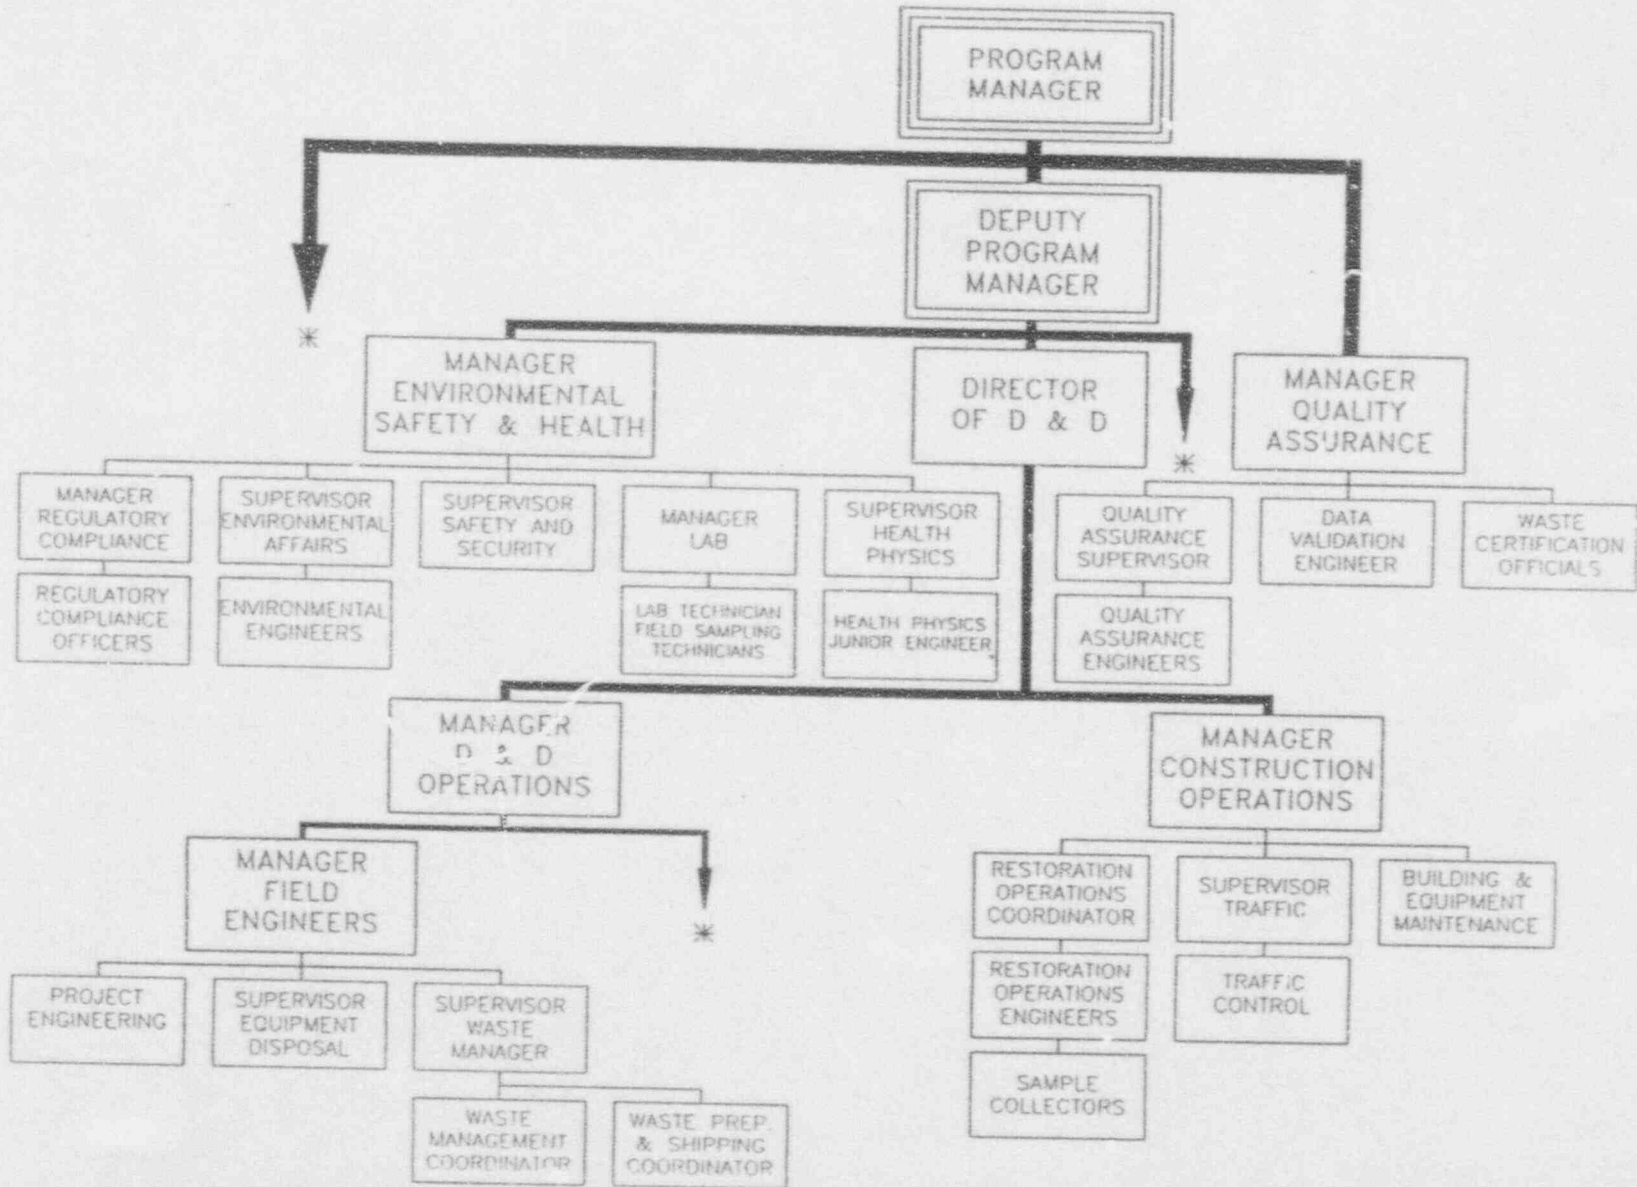 PROGRAM
MANAGER
DEPUTY
PROGRAM
MANAGER
*
MANAGER
ENVIRONMENTAL
SAFETY & HEALTH
DIRECTOR
OF D & D
*
MANAGER
QUALITY
ASSURANCE
MANAGER
REGULATORY
COMPLIANCE
SUPERVISOR
ENVIRONMENTAL
AFFAIRS
SUPERVISOR
SAFETY AND
SECURITY
MANAGER
LAB
SUPERVISOR
HEALTH
PHYSICS
QUALITY
ASSURANCE
SUPERVISOR
DATA
VALIDATION
ENGINEER
WASTE
CERTIFICATION
OFFICIALS
REGULATORY
COMPLIANCE
OFFICERS
ENVIRONMENTAL
ENGINEERS
LAB TECHNICIAN
FIELD SAMPLING
TECHNICIANS
HEALTH PHYSICS
JUNIOR ENGINEER
QUALITY
ASSURANCE
ENGINEERS
MANAGER
D & D
OPERATIONS
MANAGER
CONSTRUCTION
OPERATIONS
MANAGER
FIELD
ENGINEERS
*
RESTORATION
OPERATIONS
COORDINATOR
SUPERVISOR
TRAFFIC
BUILDING &
EQUIPMENT
MAINTENANCE
PROJECT
ENGINEERING
SUPERVISOR
EQUIPMENT
DISPOSAL
SUPERVISOR
WASTE
MANAGER
RESTORATION
OPERATIONS
ENGINEERS
TRAFFIC
CONTROL
WASTE
MANAGEMENT
COORDINATOR
WASTE PREP.
& SHIPPING
COORDINATOR
SAMPLE
COLLECTORS